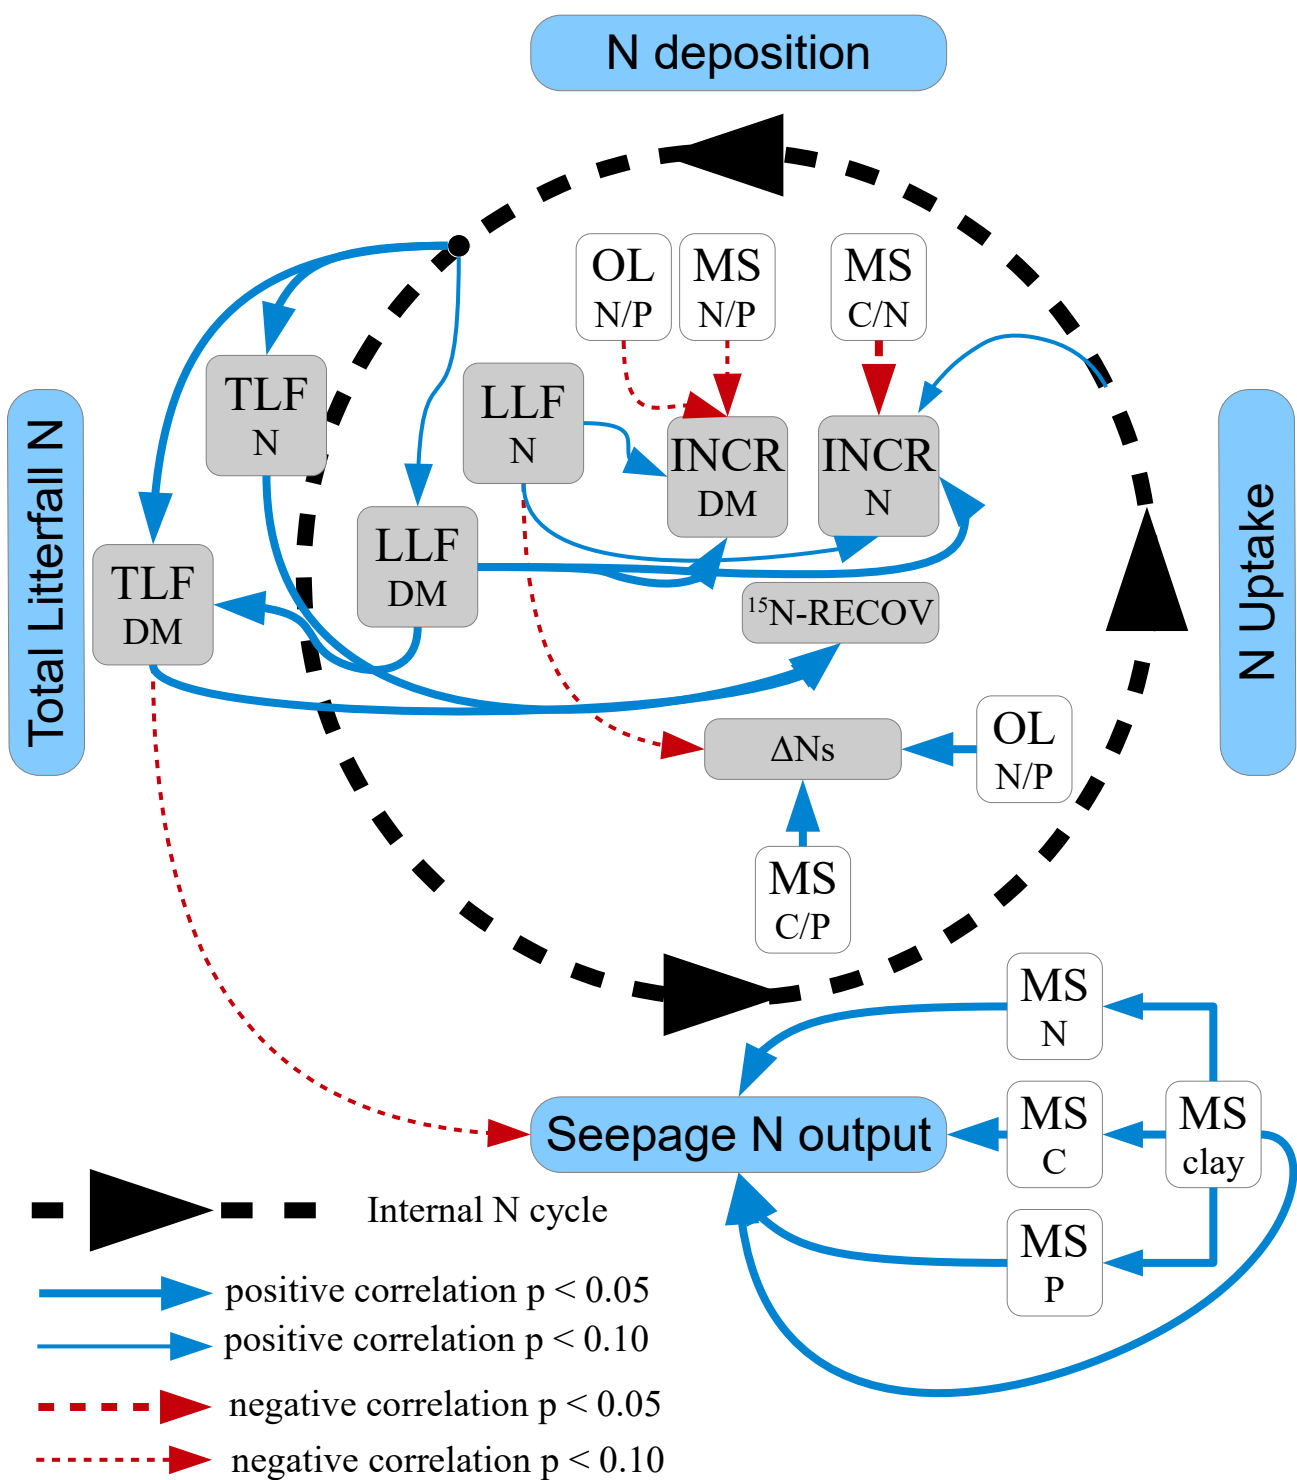 N deposition
OL
N/P
MS
N/P
MS
C/N
TLF
N
LLF
N
INCR
DM
INCR
N
Total Litterfall N
N Uptake
LLF
DM
TLF
DM
¹⁵N-RECOV
ΔNs
OL
N/P
MS
C/P
MS
N
Seepage N output
MS
C
MS
clay
MS
P
Internal N cycle
positive correlation p < 0.05
positive correlation p < 0.10
negative correlation p < 0.05
negative correlation p < 0.10